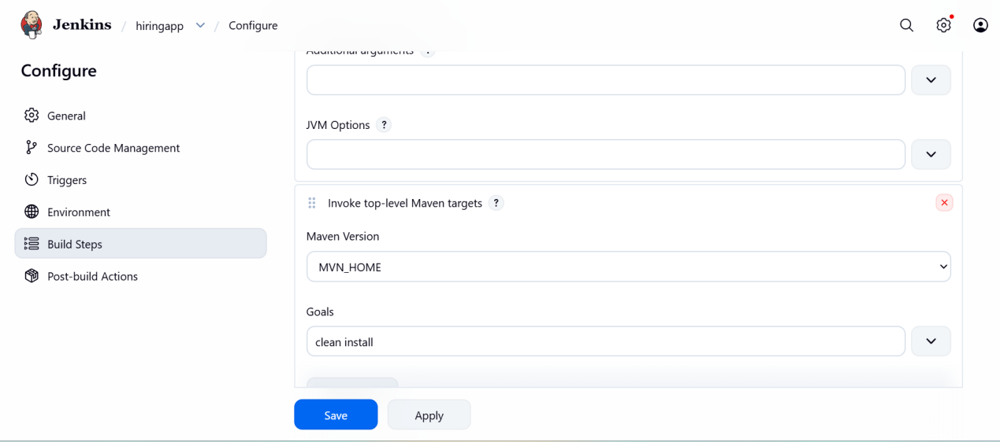 Jenkins / hiringapp / Configure
Configure
General
Source Code Management
Triggers
Environment
Build Steps
Post-build Actions
Additional arguments ?
JVM Options ?
Invoke top-level Maven targets ?
Maven Version
MVN_HOME
Goals
clean install
Save
Apply